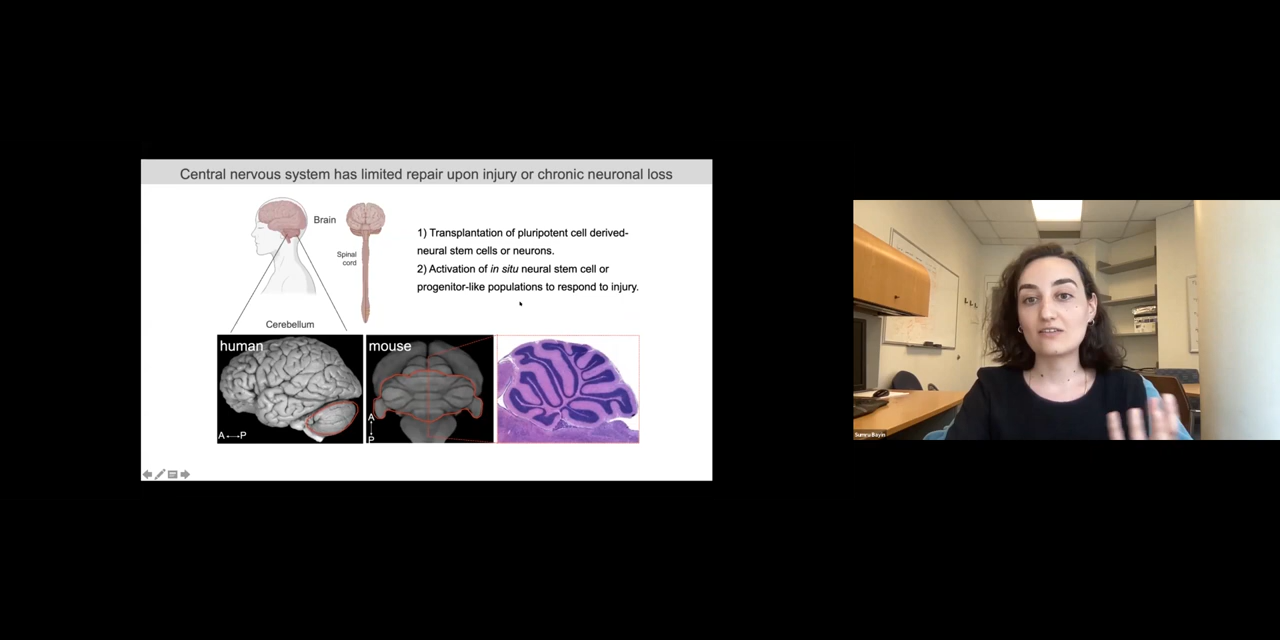 Central nervous system has limited repair upon injury or chronic neuronal loss
Brain
Spinal
cord
1) Transplantation of pluripotent cell derived-
neural stem cells or neurons.
2) Activation of in situ neural stem cell or
progenitor-like populations to respond to injury.
Cerebellum
human
A
P
mouse
A
P
Sumru Bayin